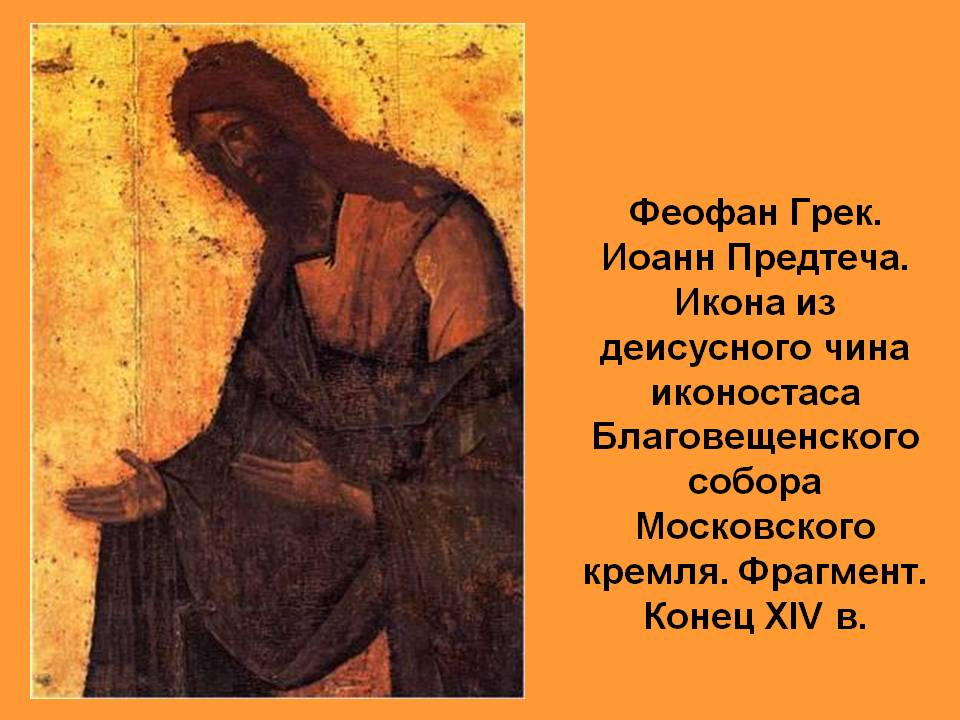 Феофан Грек.
Иоанн Предтеча.
Икона из
деисусного чина
иконостаса
Благовещенского
собора
Московского
кремля. Фрагмент.
Конец XIV в.